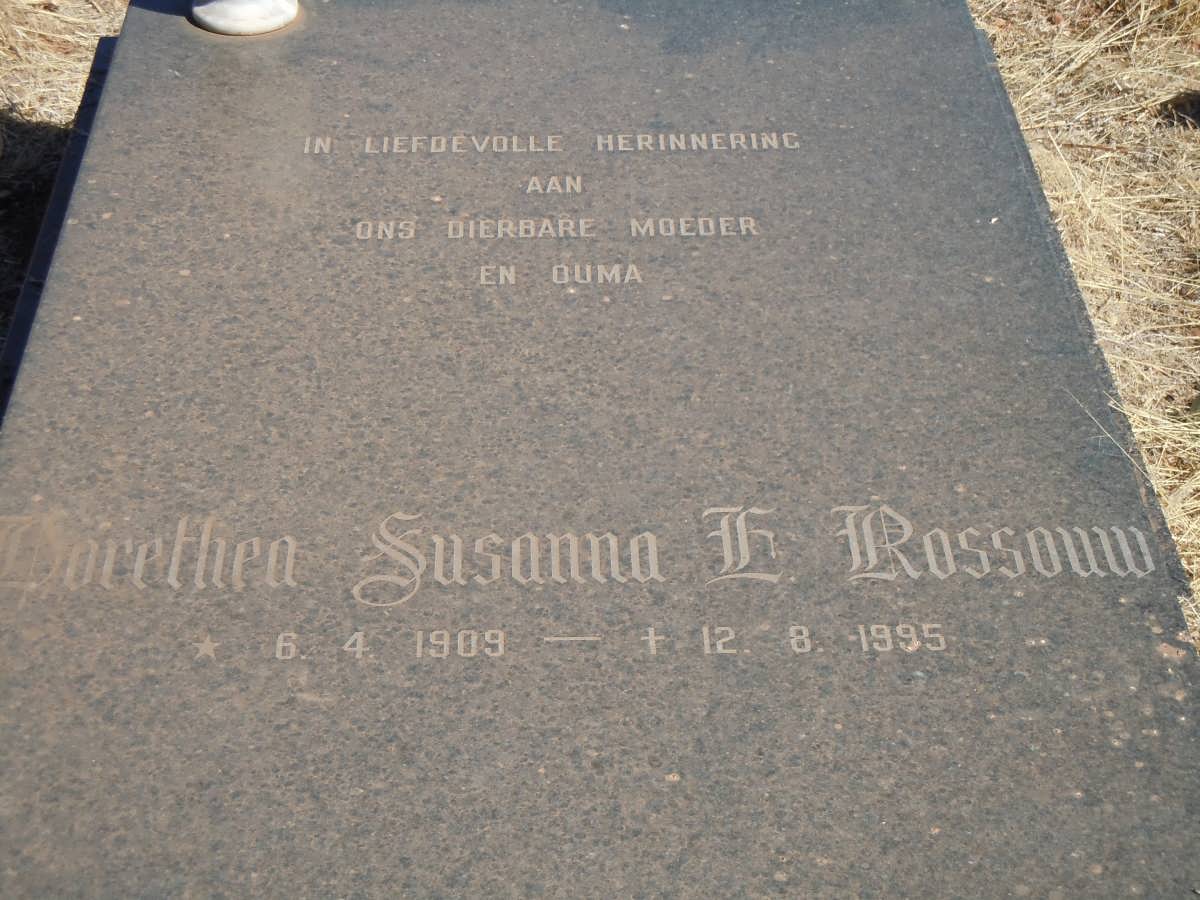 IN LIEFDEVOLLE HERINNERING
AAN
ONS DIERBARE MOEDER
EN OUMA
Dorethea Susanna E. Rossouw
★ 6. 4. 1909 — † 12. 8. 1995